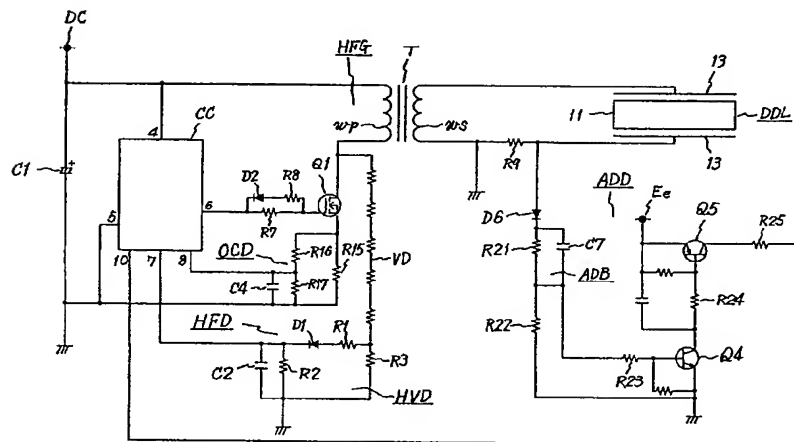 DC
HFG
T
13
wp
ws
11
DDL
13
CC
4
C1
+
D2
R8
Q1
6
R7
5
10
7
8
OCD
R16
R15
C4
R17
VD
HFD
D1
R1
C2
R2
R3
HVD
R9
D6
R21
C7
ADB
R22
R23
ADD
Ee
Q5
R25
R24
Q4